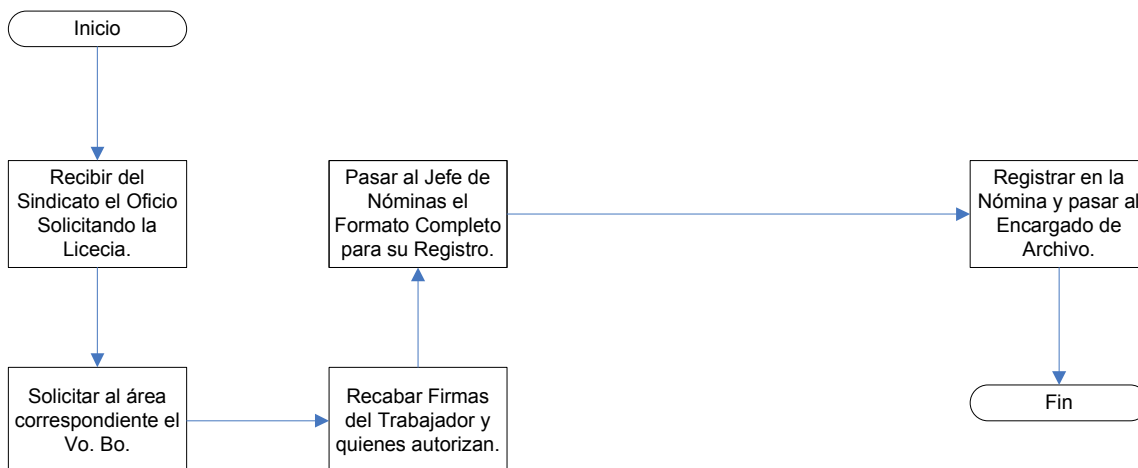 Inicio
Recibir del
Sindicato el Oficio
Solicitando la
Licecia.
Solicitar al área
correspondiente el
Vo. Bo.
Recabar Firmas
del Trabajador y
quienes autorizan.
Pasar al Jefe de
Nóminas el
Formato Completo
para su Registro.
Registrar en la
Nómina y pasar al
Encargado de
Archivo.
Fin